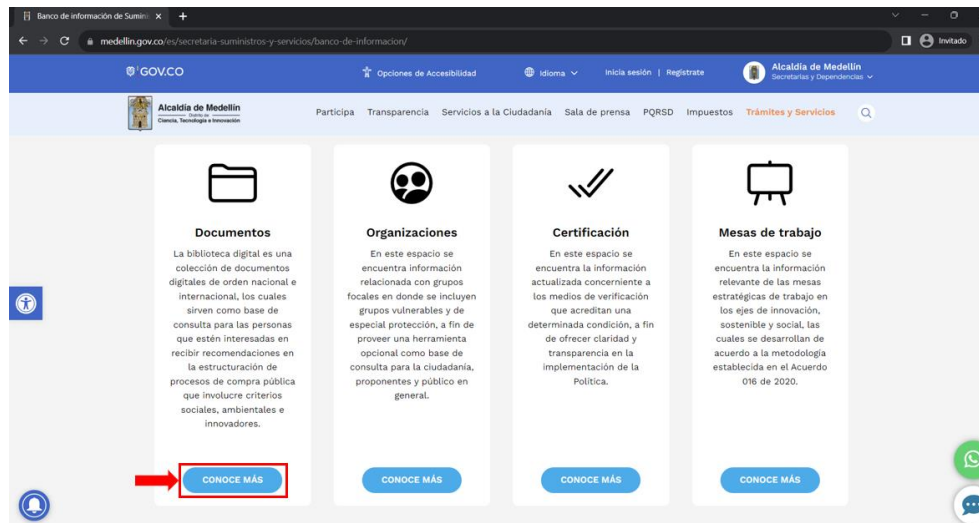 Banco de información de Sumini
medellin.gov.co/es/secretaria-suministros-y-servicios/banco-de-informacion/
Invitado
GOV.CO
Opciones de Accesibilidad
Idioma
Inicia sesión | Regístrate
Alcaldía de Medellín
Secretarías y Dependencias
Alcaldía de Medellín
Distrito de
Ciencia, Tecnología e Innovación
Participa
Transparencia
Servicios a la Ciudadanía
Sala de prensa
PQRSD
Impuestos
Trámites y Servicios
Documentos
La biblioteca digital es una
colección de documentos
digitales de orden nacional e
internacional, los cuales
sirven como base de
consulta para las personas
que estén interesadas en
recibir recomendaciones en
la estructuración de
procesos de compra pública
que involucre criterios
sociales, ambientales e
innovadores.
CONOCE MÁS
Organizaciones
En este espacio se
encuentra información
relacionada con grupos
focales en donde se incluyen
grupos vulnerables y de
especial protección, a fin de
proveer una herramienta
opcional como base de
consulta para la ciudadanía,
proponentes y público en
general.
CONOCE MÁS
Certificación
En este espacio se
encuentra la información
actualizada concerniente a
los medios de verificación
que acreditan una
determinada condición, a fin
de ofrecer claridad y
transparencia en la
implementación de la
Política.
CONOCE MÁS
Mesas de trabajo
En este espacio se
encuentra la información
relevante de las mesas
estratégicas de trabajo en
los ejes de innovación,
sostenible y social, las
cuales se desarrollan de
acuerdo a la metodología
establecida en el Acuerdo
016 de 2020.
CONOCE MÁS